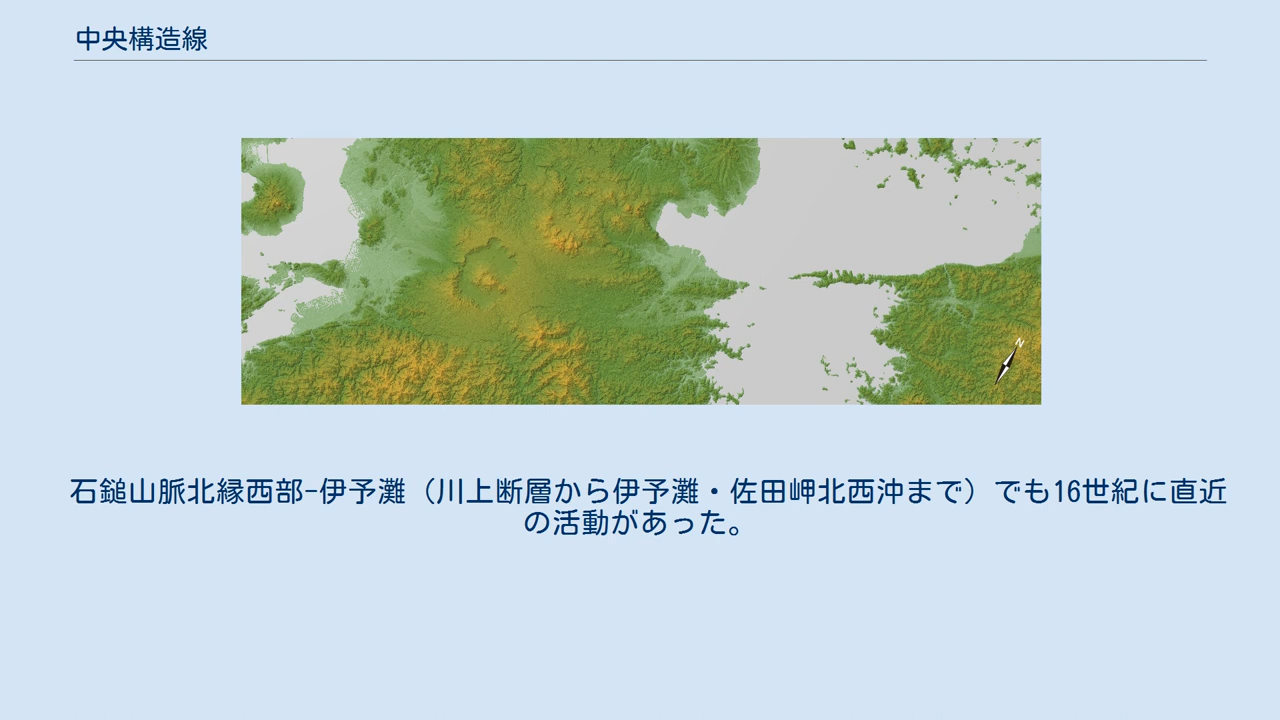 中央構造線
N
石鎚山脈北縁西部-伊予灘（川上断層から伊予灘・佐田岬北西沖まで）でも16世紀に直近
の活動があった。